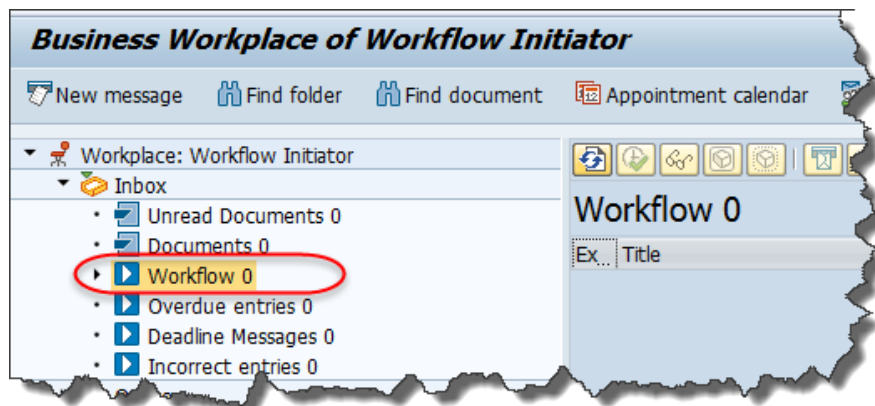 Business Workplace of Workflow Initiator
New message Find folder Find document Appointment calendar
Workplace: Workflow Initiator
Inbox
Unread Documents 0
Documents 0
Workflow 0
Overdue entries 0
Deadline Messages 0
Incorrect entries 0
Workflow 0
Ex... Title